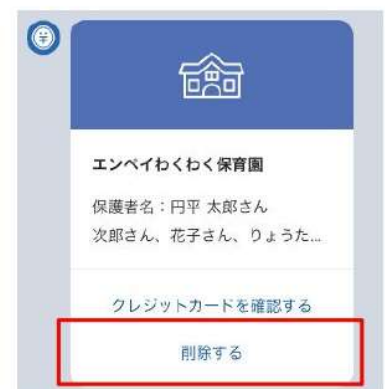 エンペイわくわく保育園
保護者名：円平 太郎さん
次郎さん、花子さん、りょうた...
クレジットカードを確認する
削除する